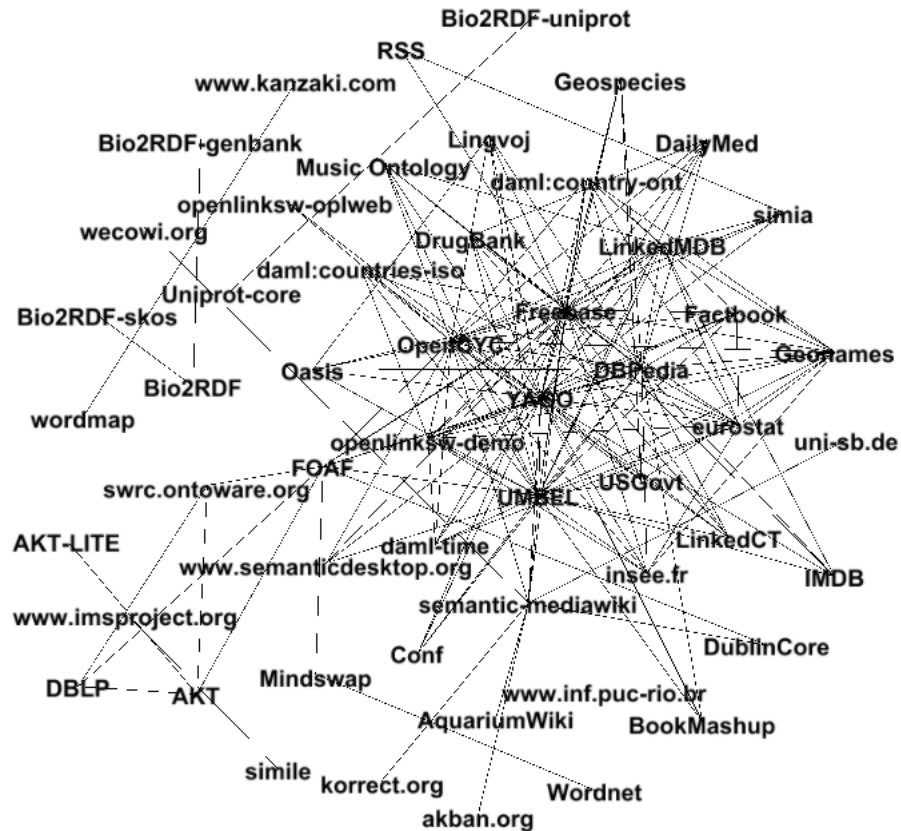 Bio2RDF-uniprot
RSS
www.kanzaki.com
Geospecies
Bio2RDF-genbank
Lingvoj
DailyMed
Music Ontology
daml:country-ont
openlinksw-oplweb
simia
wecowi.org
DrugBank
LinkedMDB
daml:countries-iso
Uniprot-core
Freebase
Factbook
Bio2RDF-skos
OpenCYC
Geonames
Oasis
DBPedia
Bio2RDF
YAGO
wordmap
eurostat
openlinksw-demo
uni-sb.de
FOAF
swrc.ontoware.org
USGovt
UMBEL
AKT-LITE
daml-time
LinkedCT
www.semanticdesktop.org
insee.fr
IMDB
www.imsproject.org
semantic-mediawiki
DublinCore
Conf
Mindswap
DBLP
AKT
www.inf.puc-rio.br
AquariumWiki
BookMashup
simile
korrect.org
Wordnet
akban.org